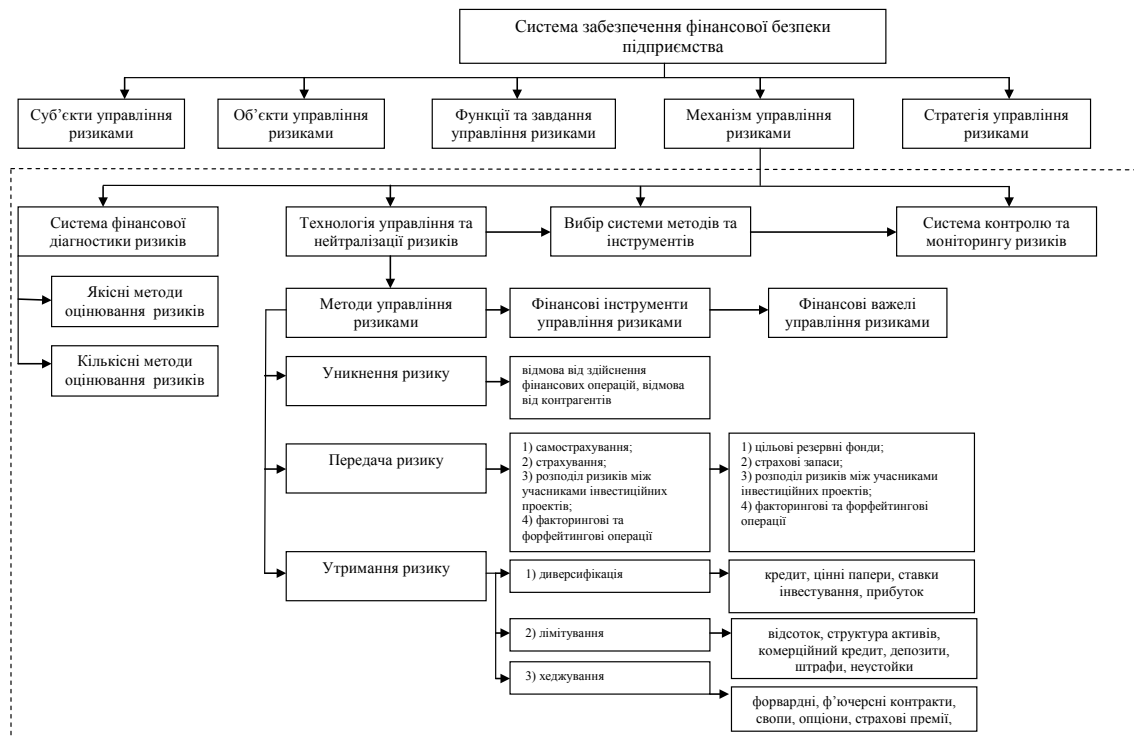 Система забезпечення фінансової безпеки
підприємства
Суб’єкти управління
ризиками
Об’єкти управління
ризиками
Функції та завдання
управління ризиками
Механізм управління
ризиками
Стратегія управління
ризиками
Система фінансової
діагностики ризиків
Технологія управління та
нейтралізації ризиків
Вибір системи методів та
інструментів
Система контролю та
моніторингу ризиків
Якісні методи
оцінювання ризиків
Кількісні методи
оцінювання ризиків
Методи управління
ризиками
Фінансові інструменти
управління ризиками
Фінансові важелі
управління ризиками
Уникнення ризику
відмова від здійснення
фінансових операцій, відмова
від контрагентів
Передача ризику
1) самострахування;
2) страхування;
3) розподіл ризиків між
учасниками інвестиційних
проектів;
4) факторингові та
форфейтингові операції
1) цільові резервні фонди;
2) страхові запаси;
3) розподіл ризиків між учасниками
інвестиційних проектів;
4) факторингові та форфейтингові
операції
Утримання ризику
1) диверсифікація
кредит, цінні папери, ставки
інвестування, прибуток
2) лімітування
відсоток, структура активів,
комерційний кредит, депозити,
штрафи, неустойки
3) хеджування
форвардні, ф’ючерсні контракти,
свопи, опціони, страхові премії,